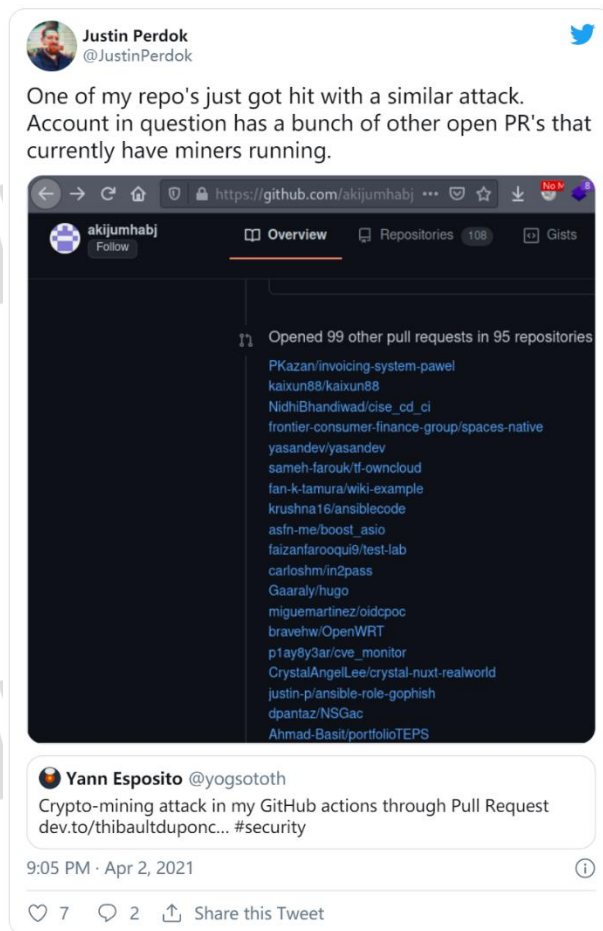 Justin Perdok
@JustinPerdok
One of my repo's just got hit with a similar attack.
Account in question has a bunch of other open PR's that
currently have miners running.
https://github.com/akijumhabj
No M
8
akijumhabj
Follow
Overview
Repositories 108
Gists
Opened 99 other pull requests in 95 repositories
PKazan/invoicing-system-pawel
kaixun88/kaixun88
NidhiBhandiwad/cise_cd_ci
frontier-consumer-finance-group/spaces-native
yasandev/yasandev
sameh-farouk/tf-owncloud
fan-k-tamura/wiki-example
krushna16/ansiblecode
asfn-me/boost_asio
faizanfarooqui9/test-lab
carloshm/in2pass
Gaaraly/hugo
miguemartinez/oidcpoc
bravehw/OpenWRT
p1ay8y3ar/cve_monitor
CrystalAngelLee/crystal-nuxt-realworld
justin-p/ansible-role-gophish
dpantaz/NSGac
Ahmad-Basit/portfolioTEPS
Yann Esposito @yogsototh
Crypto-mining attack in my GitHub actions through Pull Request
dev.to/thibaultduponc... #security
9:05 PM · Apr 2, 2021
7
2
Share this Tweet